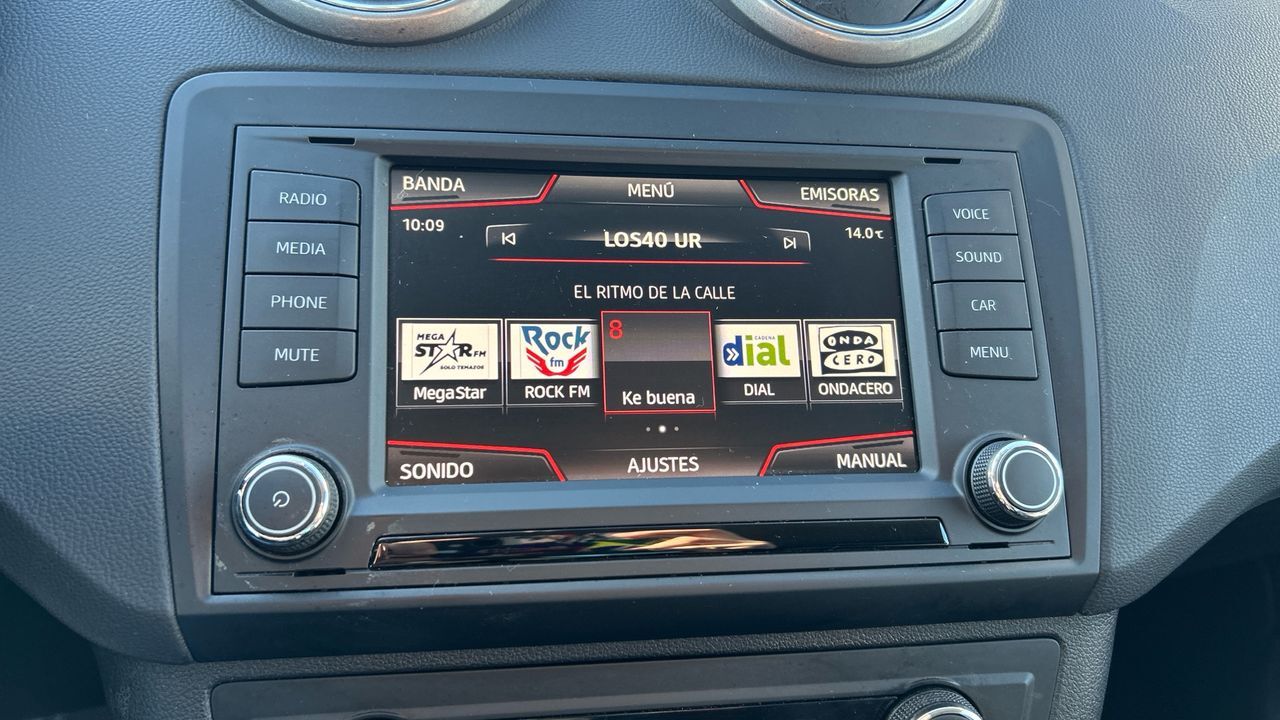 RADIO
MEDIA
PHONE
MUTE
BANDA
MENÚ
EMISORAS
10:09
LOS40 UR
14.0℃
EL RITMO DE LA CALLE
MEGA
STAR FM
SOLO TEMAZOS
MegaStar
Rock
fm
ROCK FM
8
Ke buena
CADENA
dial
DIAL
ONDA
CERO
ONDACERO
SONIDO
AJUSTES
MANUAL
VOICE
SOUND
CAR
MENU